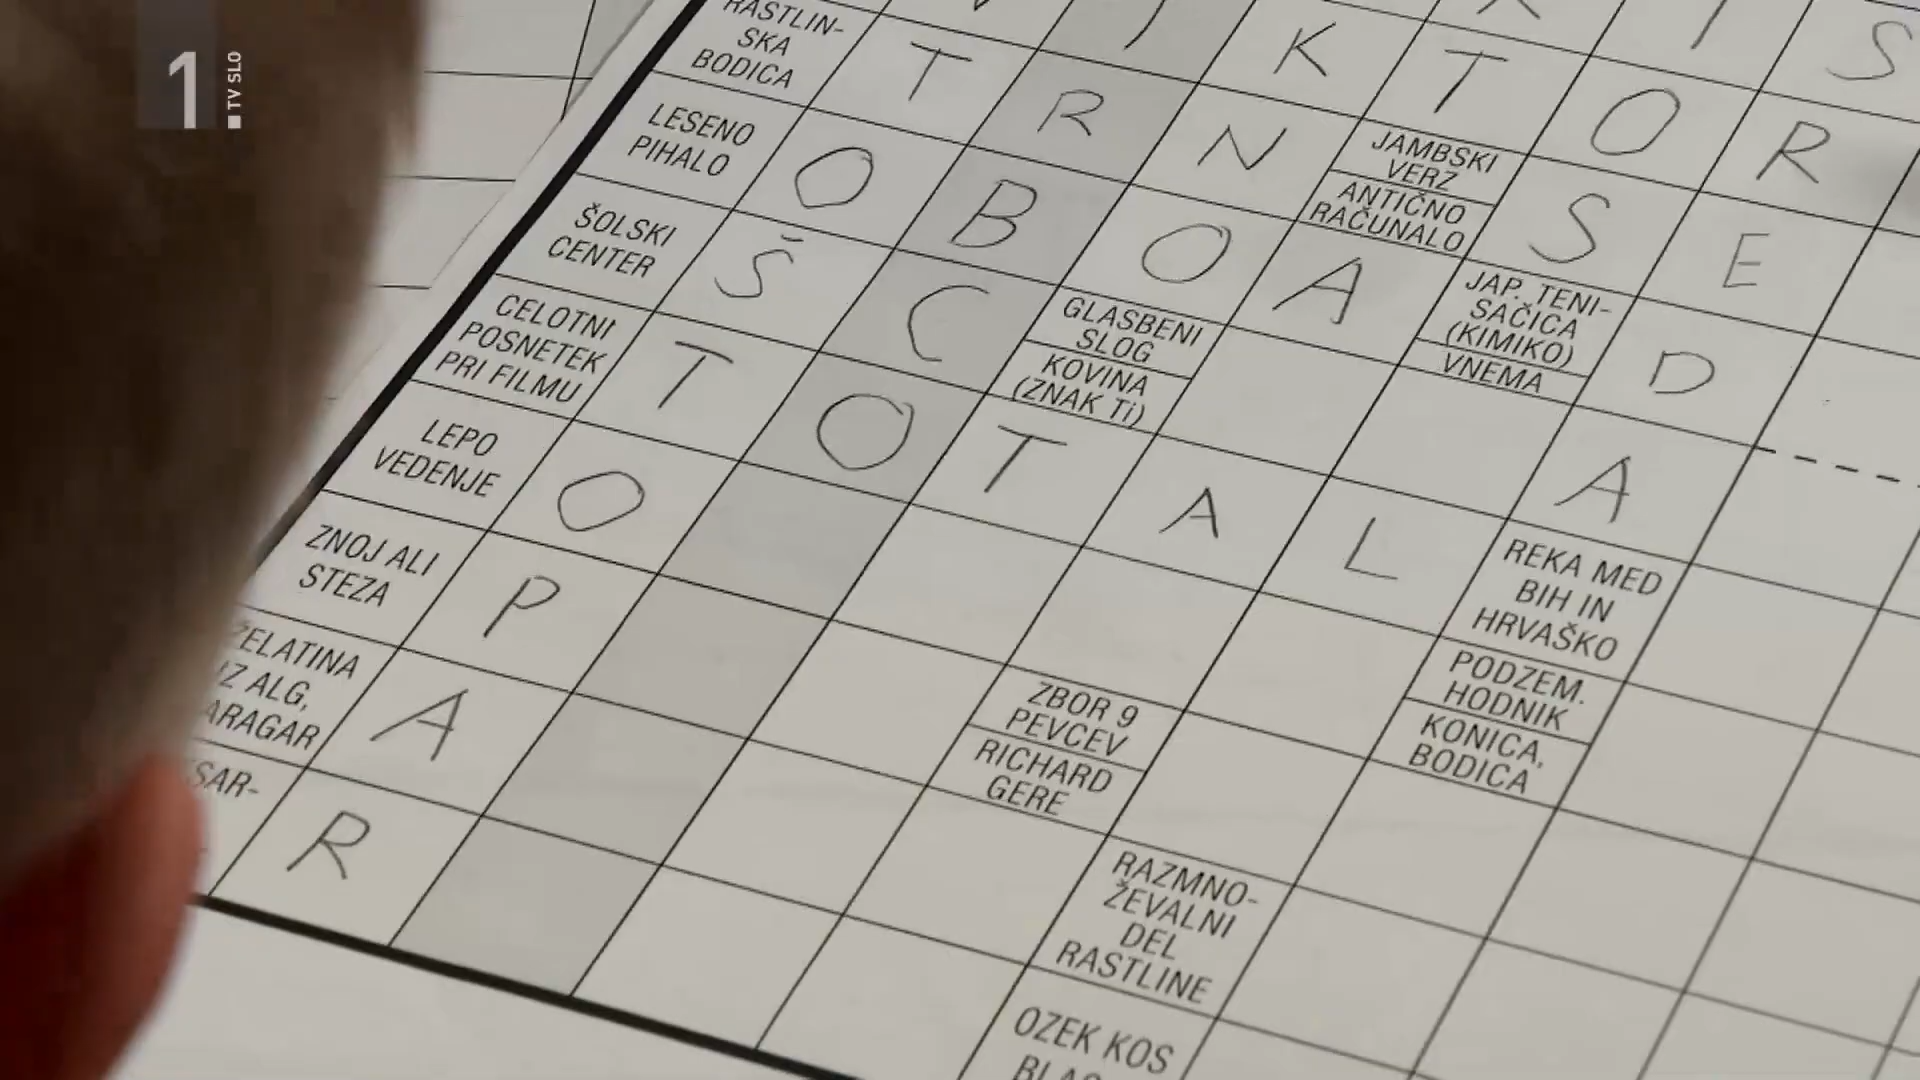 1
TV SLO
S
K T O R
RASTLIN-
SKA
BODICA
T R N
JAMBSKI
VERZ
ANTIČNO
RAČUNALO
S E
LESENO
PIHALO
O B O A
JAP. TENI-
SAČICA
(KIMIKO)
VNEMA
D
ŠOLSKI
CENTER
Š C
GLASBENI
SLOG
KOVINA
(ZNAK Ti)
A
CELOTNI
POSNETEK
PRI FILMU
T O T A L
REKA MED
BIH IN
HRVAŠKO
LEPO
VEDENJE
O
PODZEM.
HODNIK
KONICA,
BODICA
ZNOJ ALI
STEZA
P
ZBOR 9
PEVCEV
RICHARD
GERE
ŽELATINA
IZ ALG,
ARAGAR
A
RAZMNO-
ŽEVALNI
DEL
RASTLINE
SAR-
R
OZEK KOS